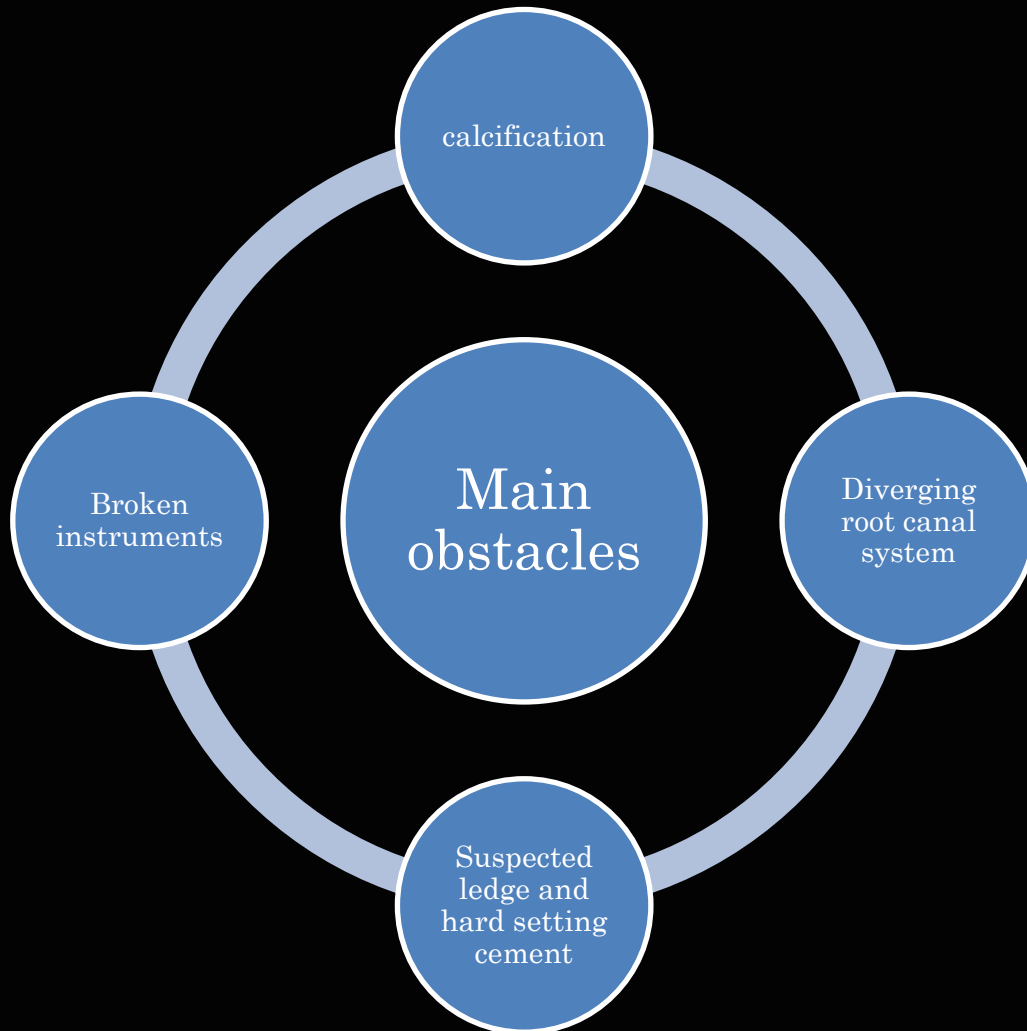 calcification
Main
obstacles
Diverging
root canal
system
Suspected
ledge and
hard setting
cement
Broken
instruments